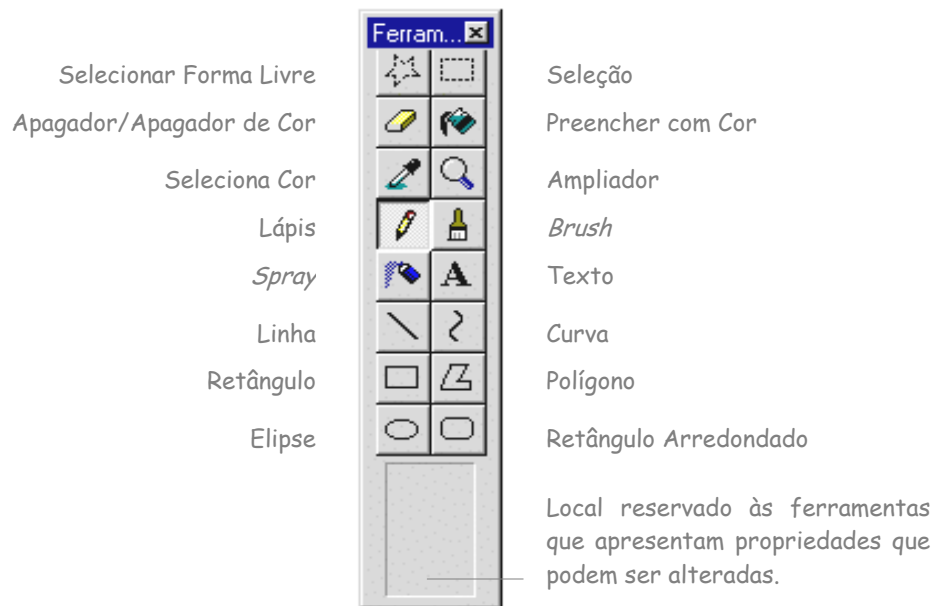 Ferram...
Selecionar Forma Livre
Seleção
Apagador/Apagador de Cor
Preencher com Cor
Seleciona Cor
Ampliador
Lápis
Brush
Spray
A
Texto
Linha
Curva
Retângulo
Polígono
Elipse
Retângulo Arredondado
Local reservado às ferramentas
que apresentam propriedades que
podem ser alteradas.